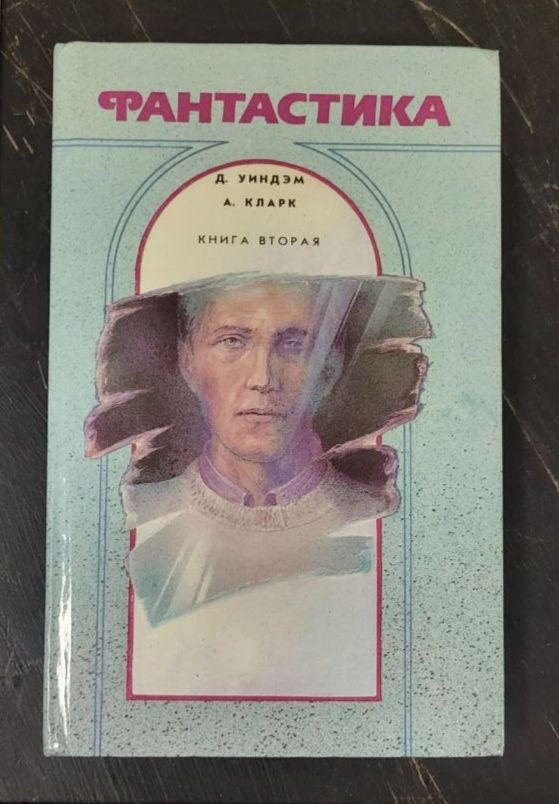 ФАНТАСТИКА
Д. УИНДЭМ
А. КЛАРК
КНИГА ВТОРАЯ